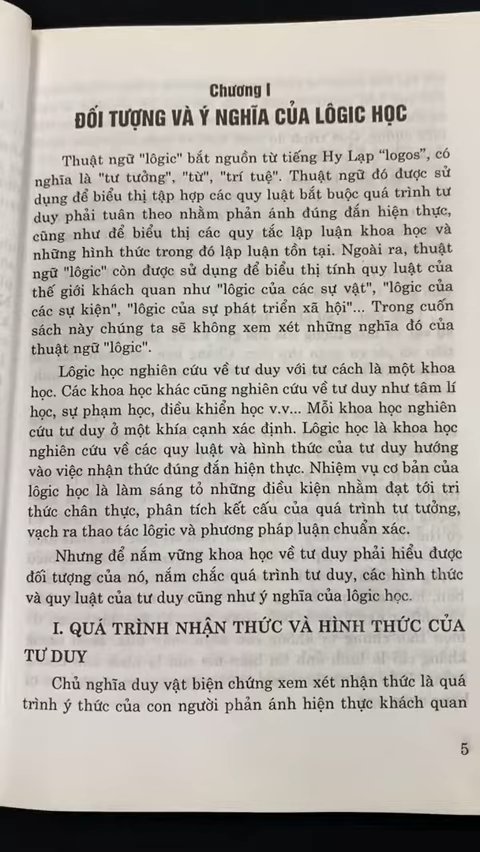 Chương I
ĐỐI TƯỢNG VÀ Ý NGHĨA CỦA LÔGIC HỌC
Thuật ngữ "lôgic" bắt nguồn từ tiếng Hy Lạp “logos”, có
nghĩa là "tư tưởng", "từ", "trí tuệ". Thuật ngữ đó được sử
dụng để biểu thị tập hợp các quy luật bắt buộc quá trình tư
duy phải tuân theo nhằm phản ánh đúng đắn hiện thực,
cũng như để biểu thị các quy tắc lập luận khoa học và
những hình thức trong đó lập luận tồn tại. Ngoài ra, thuật
ngữ "lôgic" còn được sử dụng để biểu thị tính quy luật của
thế giới khách quan như "lôgic của các sự vật", "lôgic của
các sự kiện", "lôgic của sự phát triển xã hội"... Trong cuốn
sách này chúng ta sẽ không xem xét những nghĩa đó của
thuật ngữ "lôgic".
Lôgic học nghiên cứu về tư duy với tư cách là một khoa
học. Các khoa học khác cũng nghiên cứu về tư duy như tâm lí
học, sự phạm học, điều khiển học v.v... Mỗi khoa học nghiên
cứu tư duy ở một khía cạnh xác định. Lôgic học là khoa học
nghiên cứu về các quy luật và hình thức của tư duy hướng
vào việc nhận thức đúng đắn hiện thực. Nhiệm vụ cơ bản của
lôgic học là làm sáng tỏ những điều kiện nhằm đạt tới tri
thức chân thực, phân tích kết cấu của quá trình tư tưởng,
vạch ra thao tác lôgic và phương pháp luận chuẩn xác.
Nhưng để nắm vững khoa học về tư duy phải hiểu được
đối tượng của nó, nắm chắc quá trình tư duy, các hình thức
và quy luật của tư duy cũng như ý nghĩa của lôgic học.
I. QUÁ TRÌNH NHẬN THỨC VÀ HÌNH THỨC CỦA
TƯ DUY
Chủ nghĩa duy vật biện chứng xem xét nhận thức là quá
trình ý thức của con người phản ánh hiện thực khách quan
5